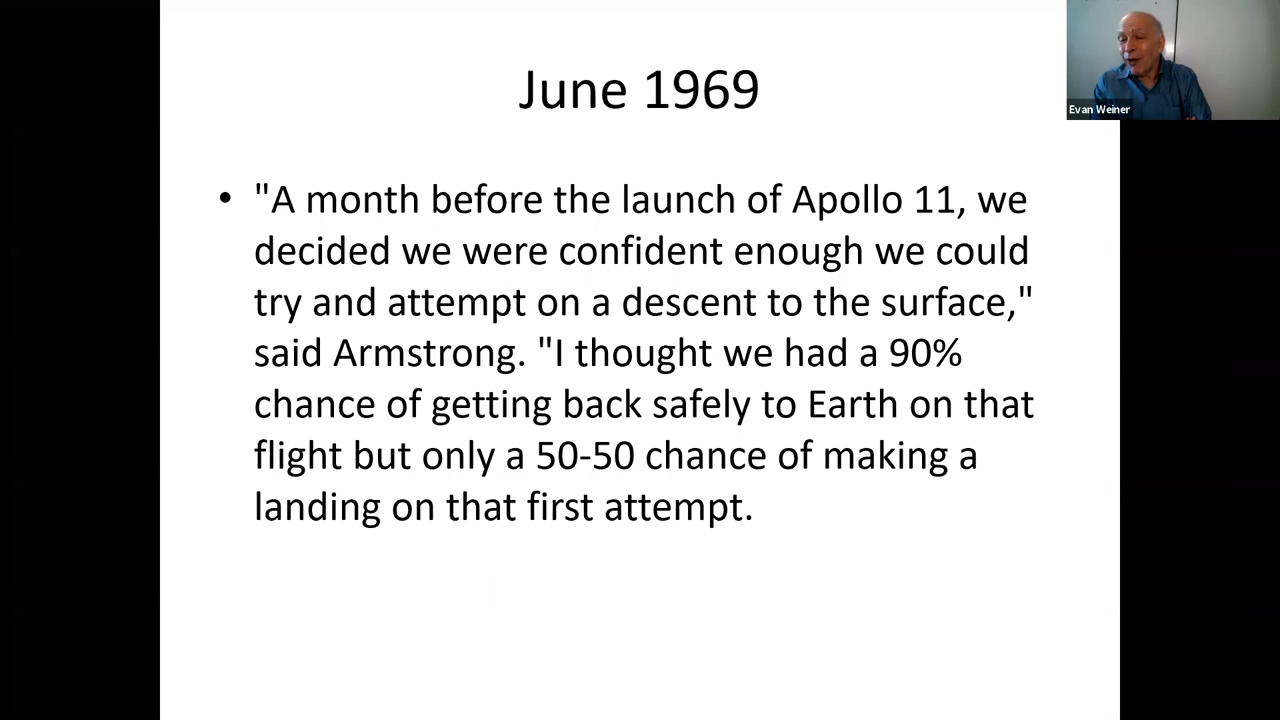 June 1969
Evan Weiner
• "A month before the launch of Apollo 11, we
decided we were confident enough we could
try and attempt on a descent to the surface,"
said Armstrong. "I thought we had a 90%
chance of getting back safely to Earth on that
flight but only a 50-50 chance of making a
landing on that first attempt.